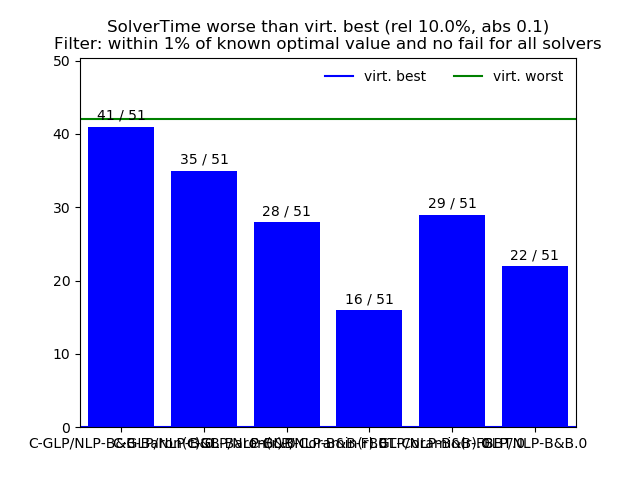 SolverTime worse than virt. best (rel 10.0%, abs 0.1)
Filter: within 1% of known optimal value and no fail for all solvers
virt. best
virt. worst
50
40
30
20
10
0
41 / 51
35 / 51
28 / 51
16 / 51
29 / 51
22 / 51
C-GLP/NLP-B&B